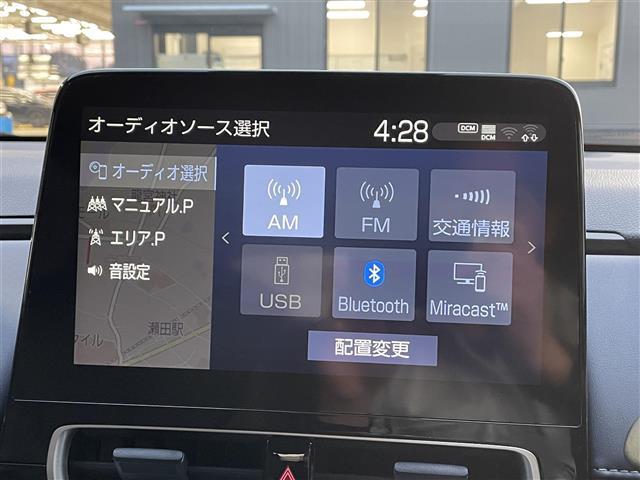 オーディオソース選択
4:28
DCM
DCM
オーディオ選択
マニュアル.P
エリア.P
音設定
AM
FM
交通情報
USB
Bluetooth
Miracast™
配置変更
瀬田駅